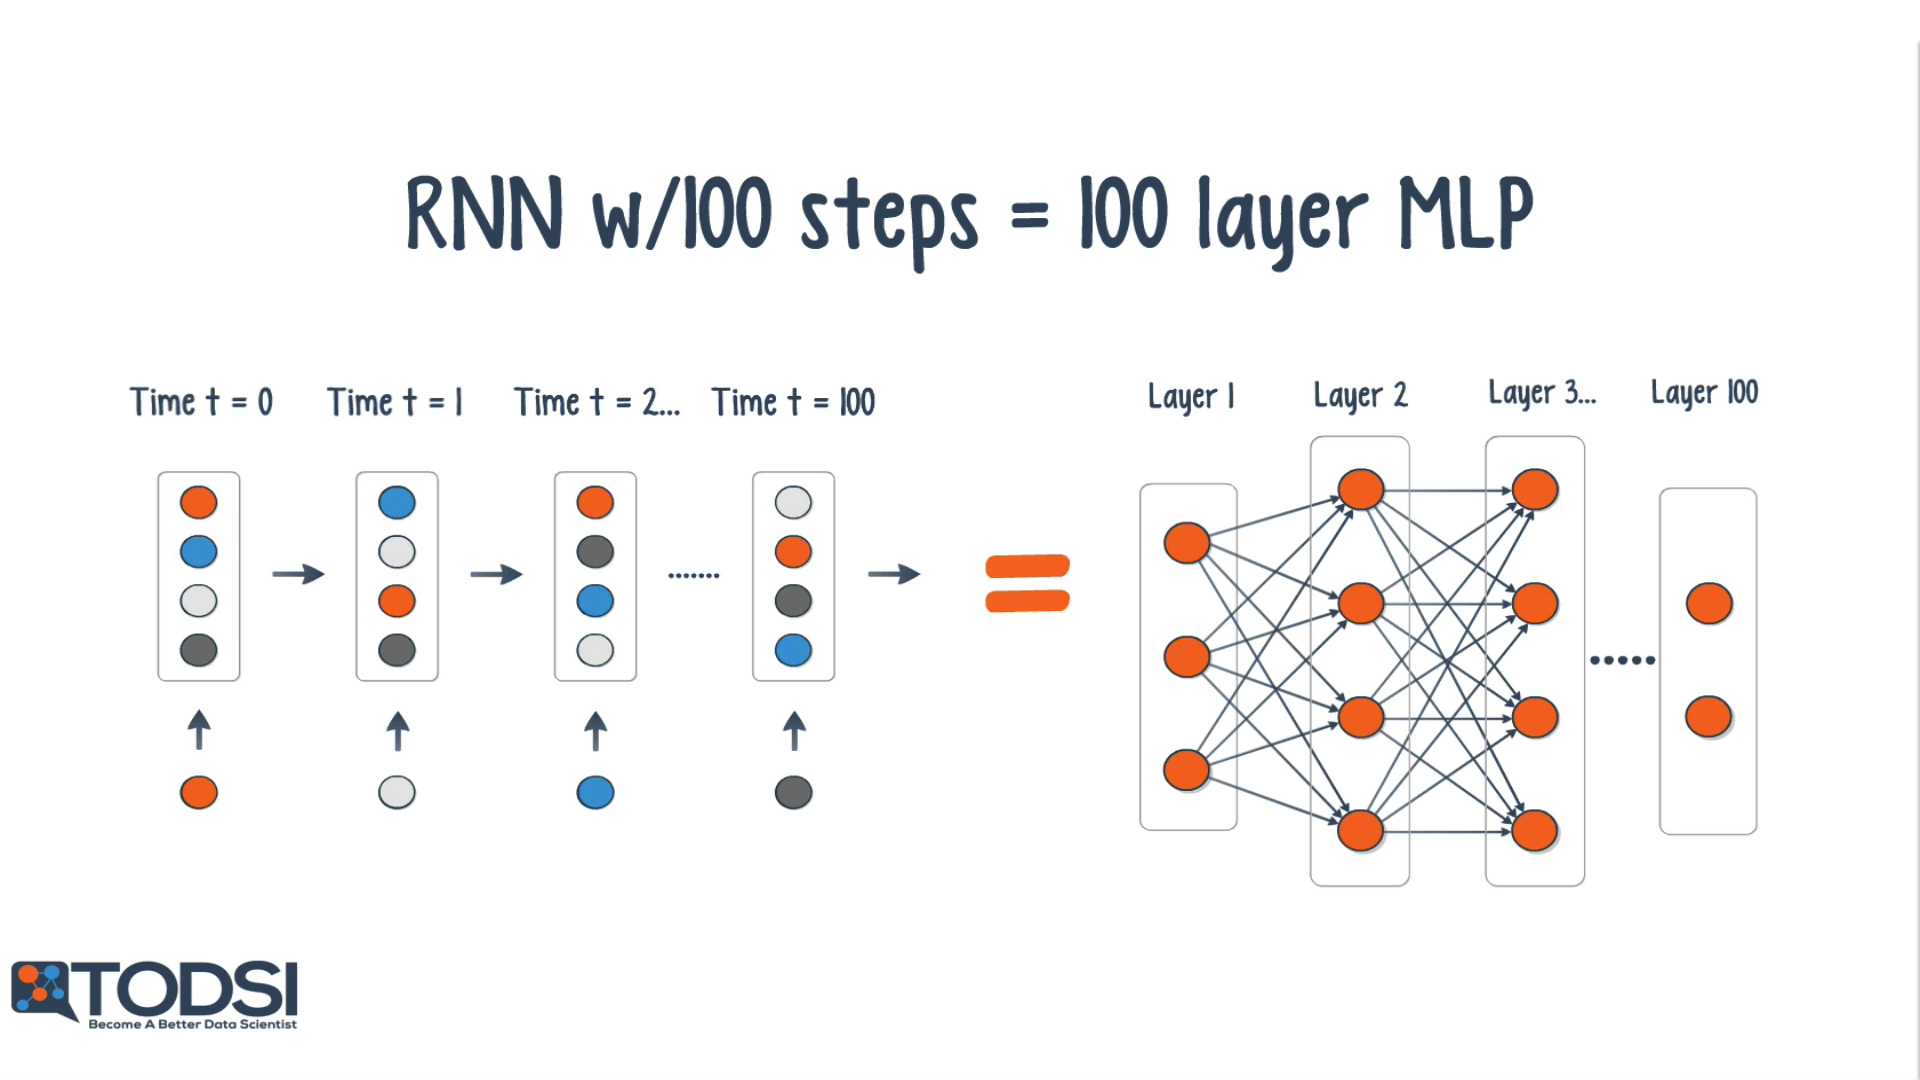 RNN w/100 steps = 100 layer MLP
Time t = 0
Time t = 1
Time t = 2...
Time t = 100
Layer 1
Layer 2
Layer 3...
Layer 100
TODSI
Become A Better Data Scientist